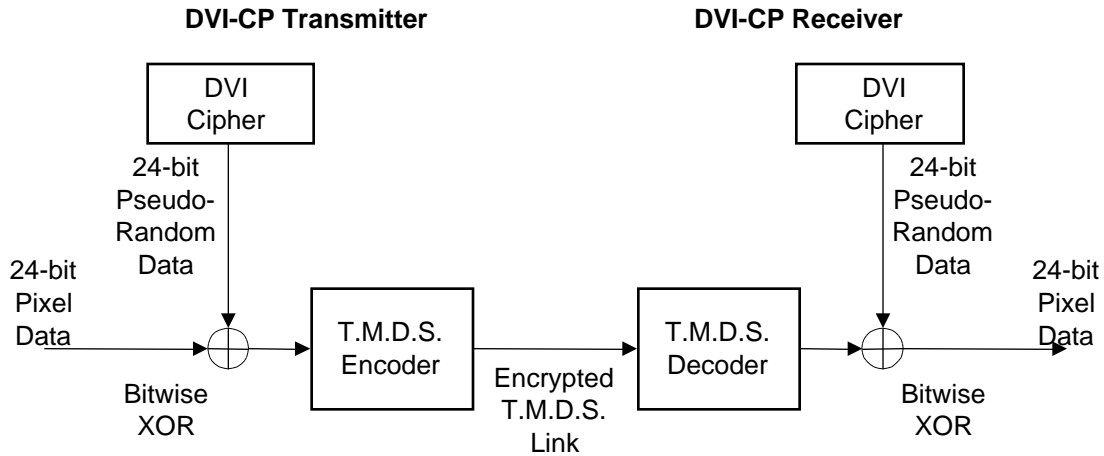 DVI-CP Transmitter
DVI-CP Receiver
DVI
Cipher
DVI
Cipher
24-bit
Pseudo-
Random
Data
24-bit
Pseudo-
Random
Data
24-bit
Pixel
Data
24-bit
Pixel
Data
T.M.D.S.
Encoder
T.M.D.S.
Decoder
Bitwise
XOR
Encrypted
T.M.D.S.
Link
Bitwise
XOR